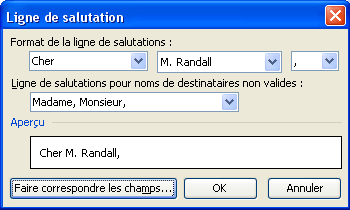 Ligne de salutation
Format de la ligne de salutations :
Cher M. Randall ,
Ligne de salutations pour noms de destinataires non valides :
Madame, Monsieur,
Aperçu
Cher M. Randall,
Faire correspondre les champs... OK Annuler